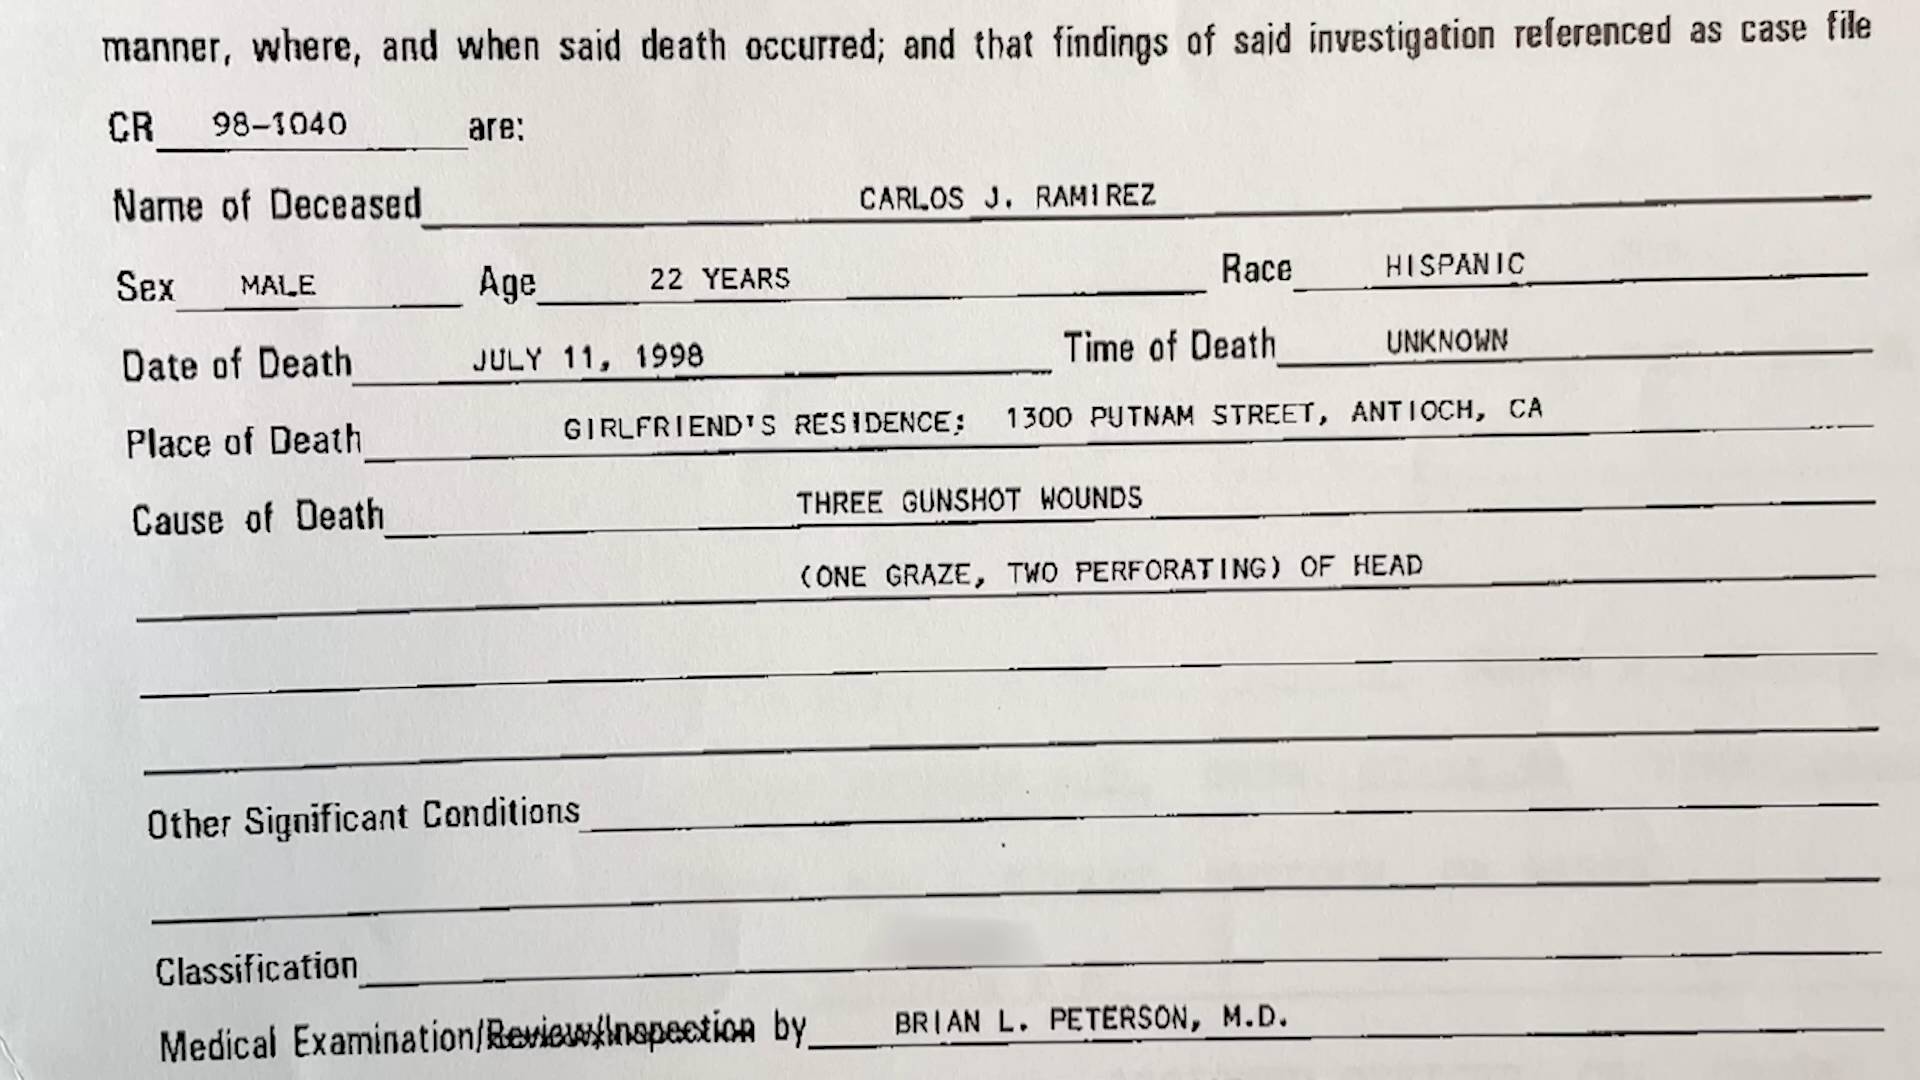 manner, where, and when said death occurred; and that findings of said investigation referenced as case file
CR 98-1040 are:
Name of Deceased CARLOS J. RAMIREZ
Sex MALE Age 22 YEARS Race HISPANIC
Date of Death JULY 11, 1998 Time of Death UNKNOWN
Place of Death GIRLFRIEND'S RESIDENCE; 1300 PUTNAM STREET, ANTIOCH, CA
Cause of Death THREE GUNSHOT WOUNDS
(ONE GRAZE, TWO PERFORATING) OF HEAD
Other Significant Conditions
Classification
Medical Examination/Review/Inspection by BRIAN L. PETERSON, M.D.